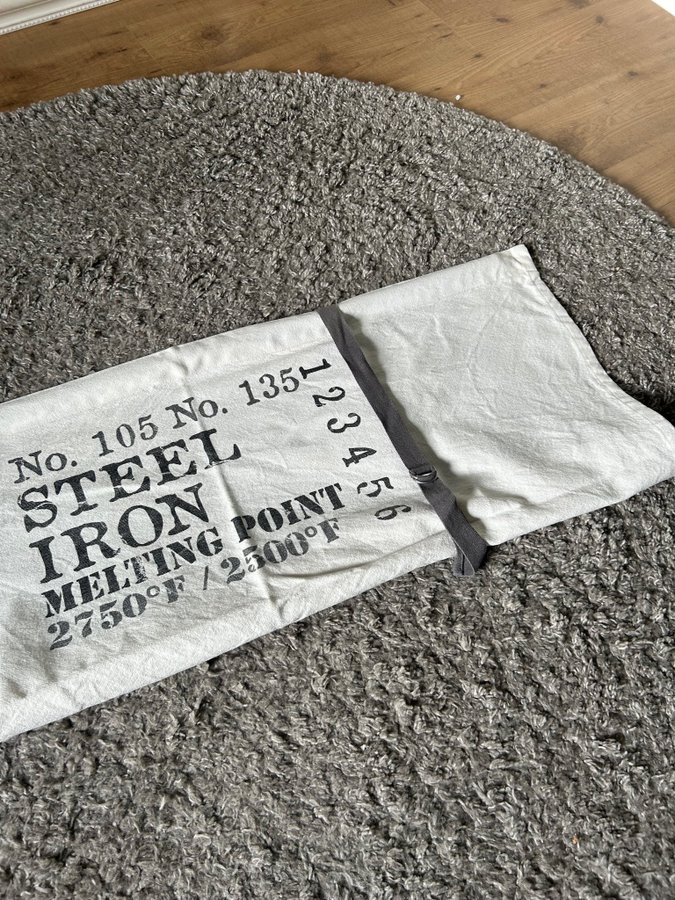 No. 105 No. 135
STEEL
IRON
MELTING POINT
2750°F / 2500°F
1 2 3 4 5 6